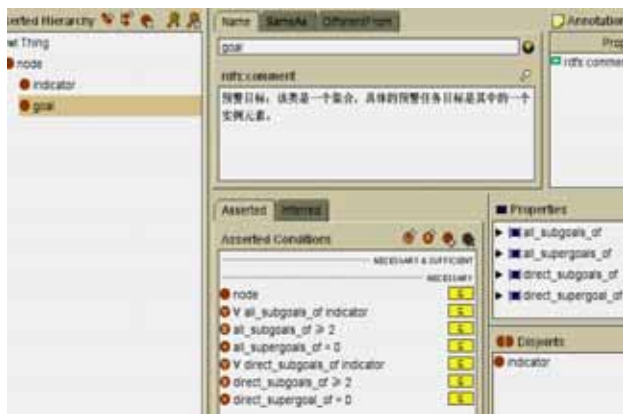 erted Hierarchy
wl Thing
node
indicator
goal
Name SameAs DifferentFrom
goal
rdfs:comment
预警目标，该类是一个集合，具体的预警任务目标是其中的一个
实例元素。
Annotation
Prop
rdfs:commen
Asserted Inferred
Asserted Conditions
NECESSARY & SUFFICIENT
NECESSARY
node
∀ all_subgoals_of indicator
all_subgoals_of ≥ 2
all_supergoals_of = 0
∀ direct_subgoals_of indicator
direct_subgoals_of ≥ 2
direct_supergoal_of = 0
Properties
all_subgoals_of
all_supergoals_of
direct_subgoals_of
direct_supergoal_of
Disjoints
indicator